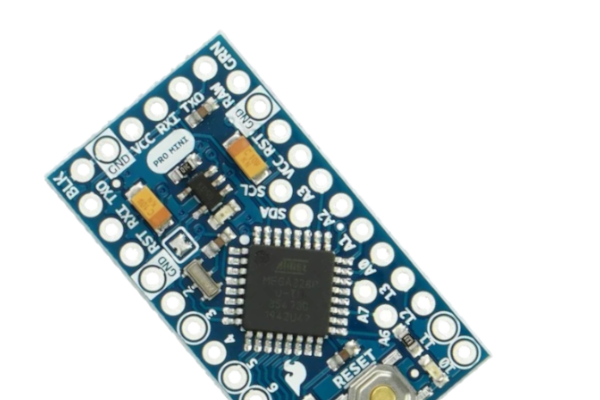 GRN
TXO
RXI
VCC
GND
BLK
PRO MINI
RAW
GND
RST
VCC
A3
A2
A1
A0
13
12
11
10
SCL
SDA
A7
A6
TXO
RXI
RST
GND
2
3
4
5
6
RESET